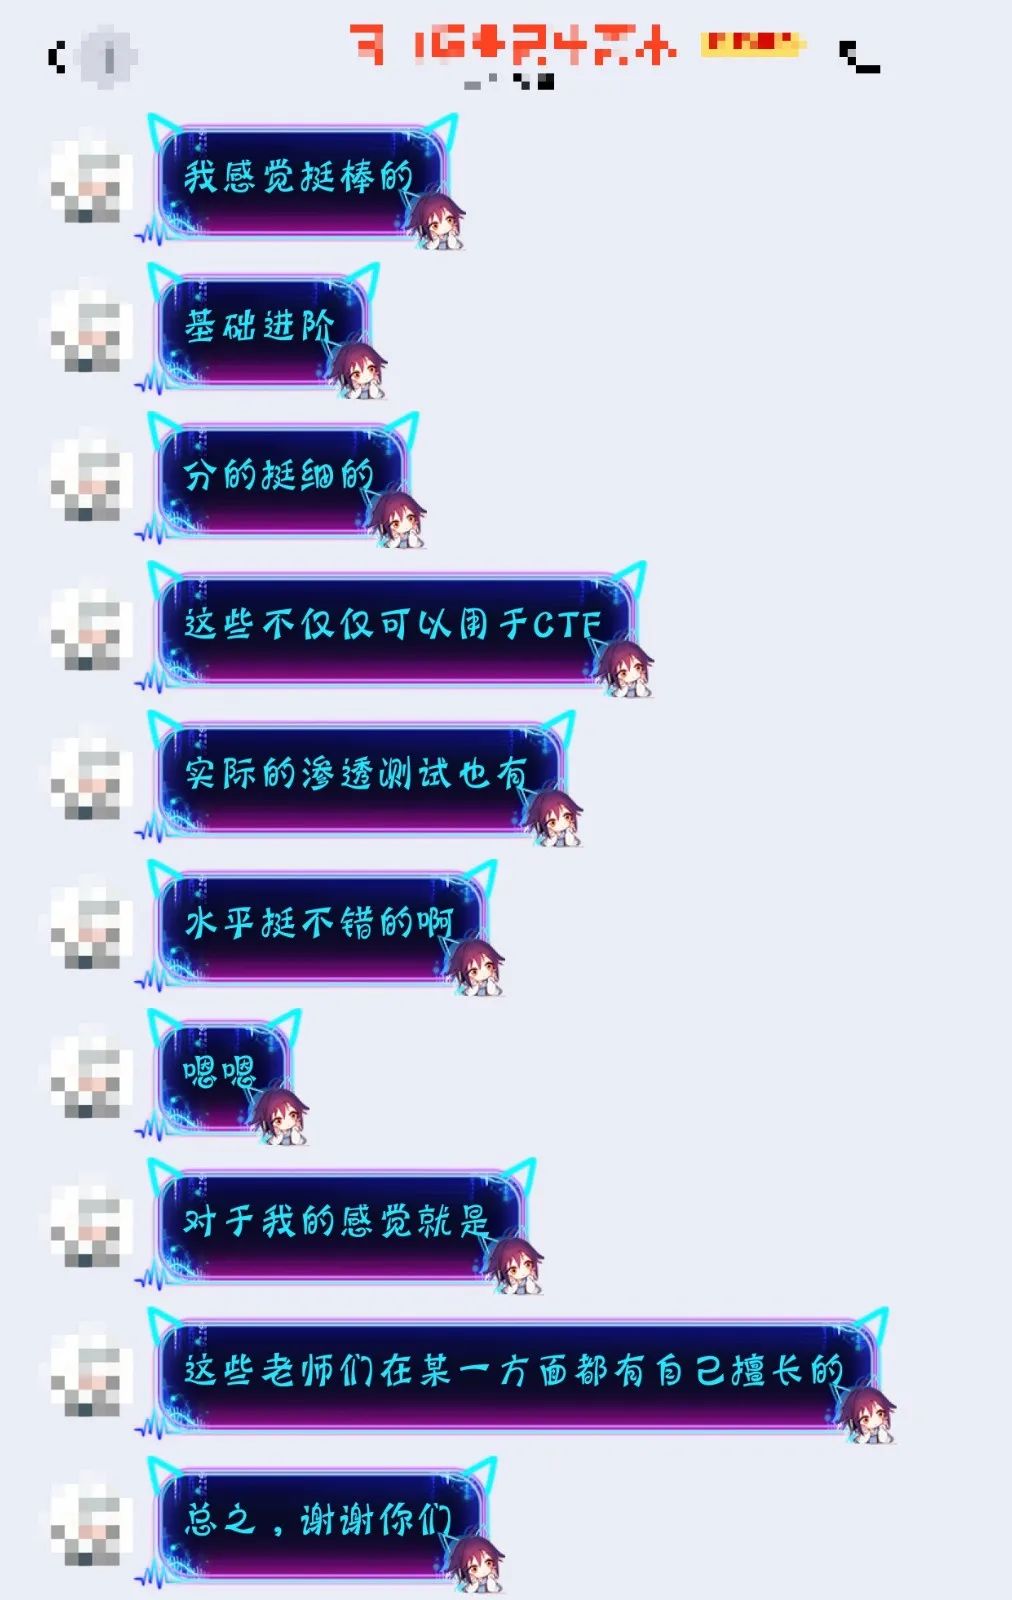 我感觉挺棒的
基础进阶
分的挺细的
这些不仅仅可以用于CTF
实际的渗透测试也有
水平挺不错的啊
嗯嗯
对于我的感觉就是
这些老师们在某一方面都有自己擅长的
总之，谢谢你们